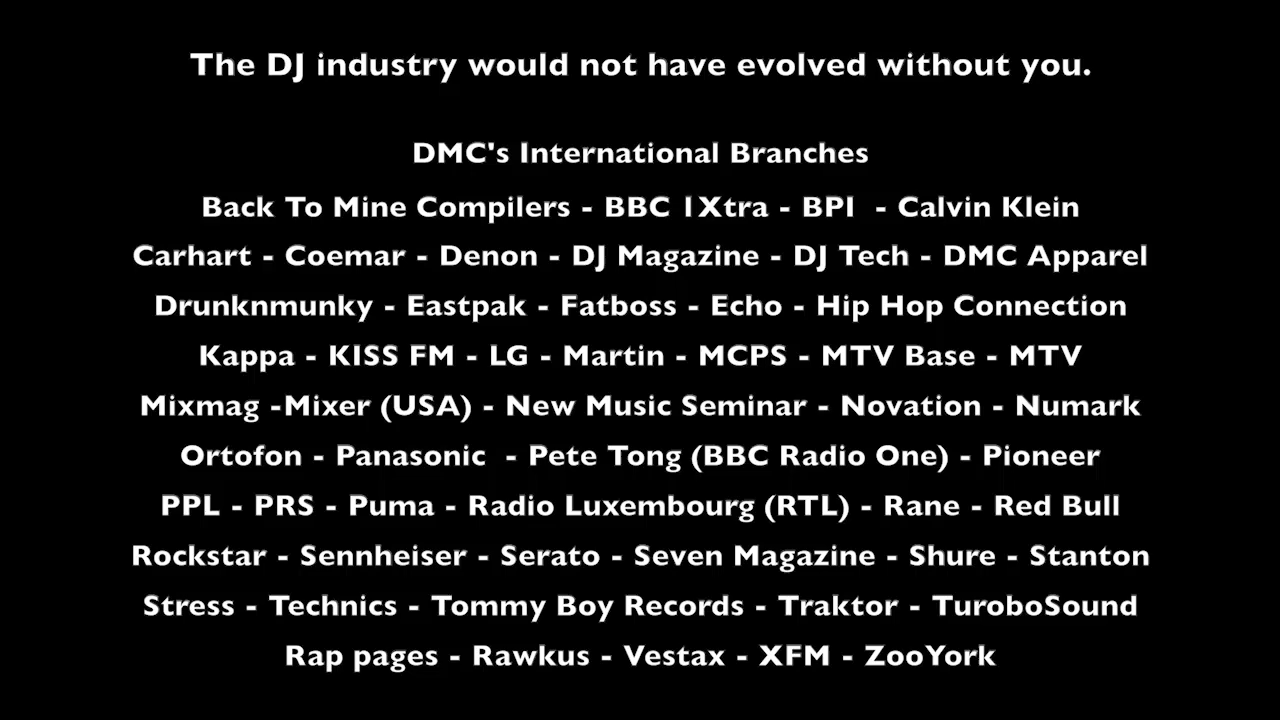 The DJ industry would not have evolved without you.
DMC's International Branches
Back To Mine Compilers - BBC 1Xtra - BPI  - Calvin Klein
Carhart - Coemar - Denon - DJ Magazine - DJ Tech - DMC Apparel
Drunknmunky - Eastpak - Fatboss - Echo - Hip Hop Connection
Kappa - KISS FM - LG - Martin - MCPS - MTV Base - MTV
Mixmag -Mixer (USA) - New Music Seminar - Novation - Numark
Ortofon - Panasonic  - Pete Tong (BBC Radio One) - Pioneer
PPL - PRS - Puma - Radio Luxembourg (RTL) - Rane - Red Bull
Rockstar - Sennheiser - Serato - Seven Magazine - Shure - Stanton
Stress - Technics - Tommy Boy Records - Traktor - TuroboSound
Rap pages - Rawkus - Vestax - XFM - ZooYork